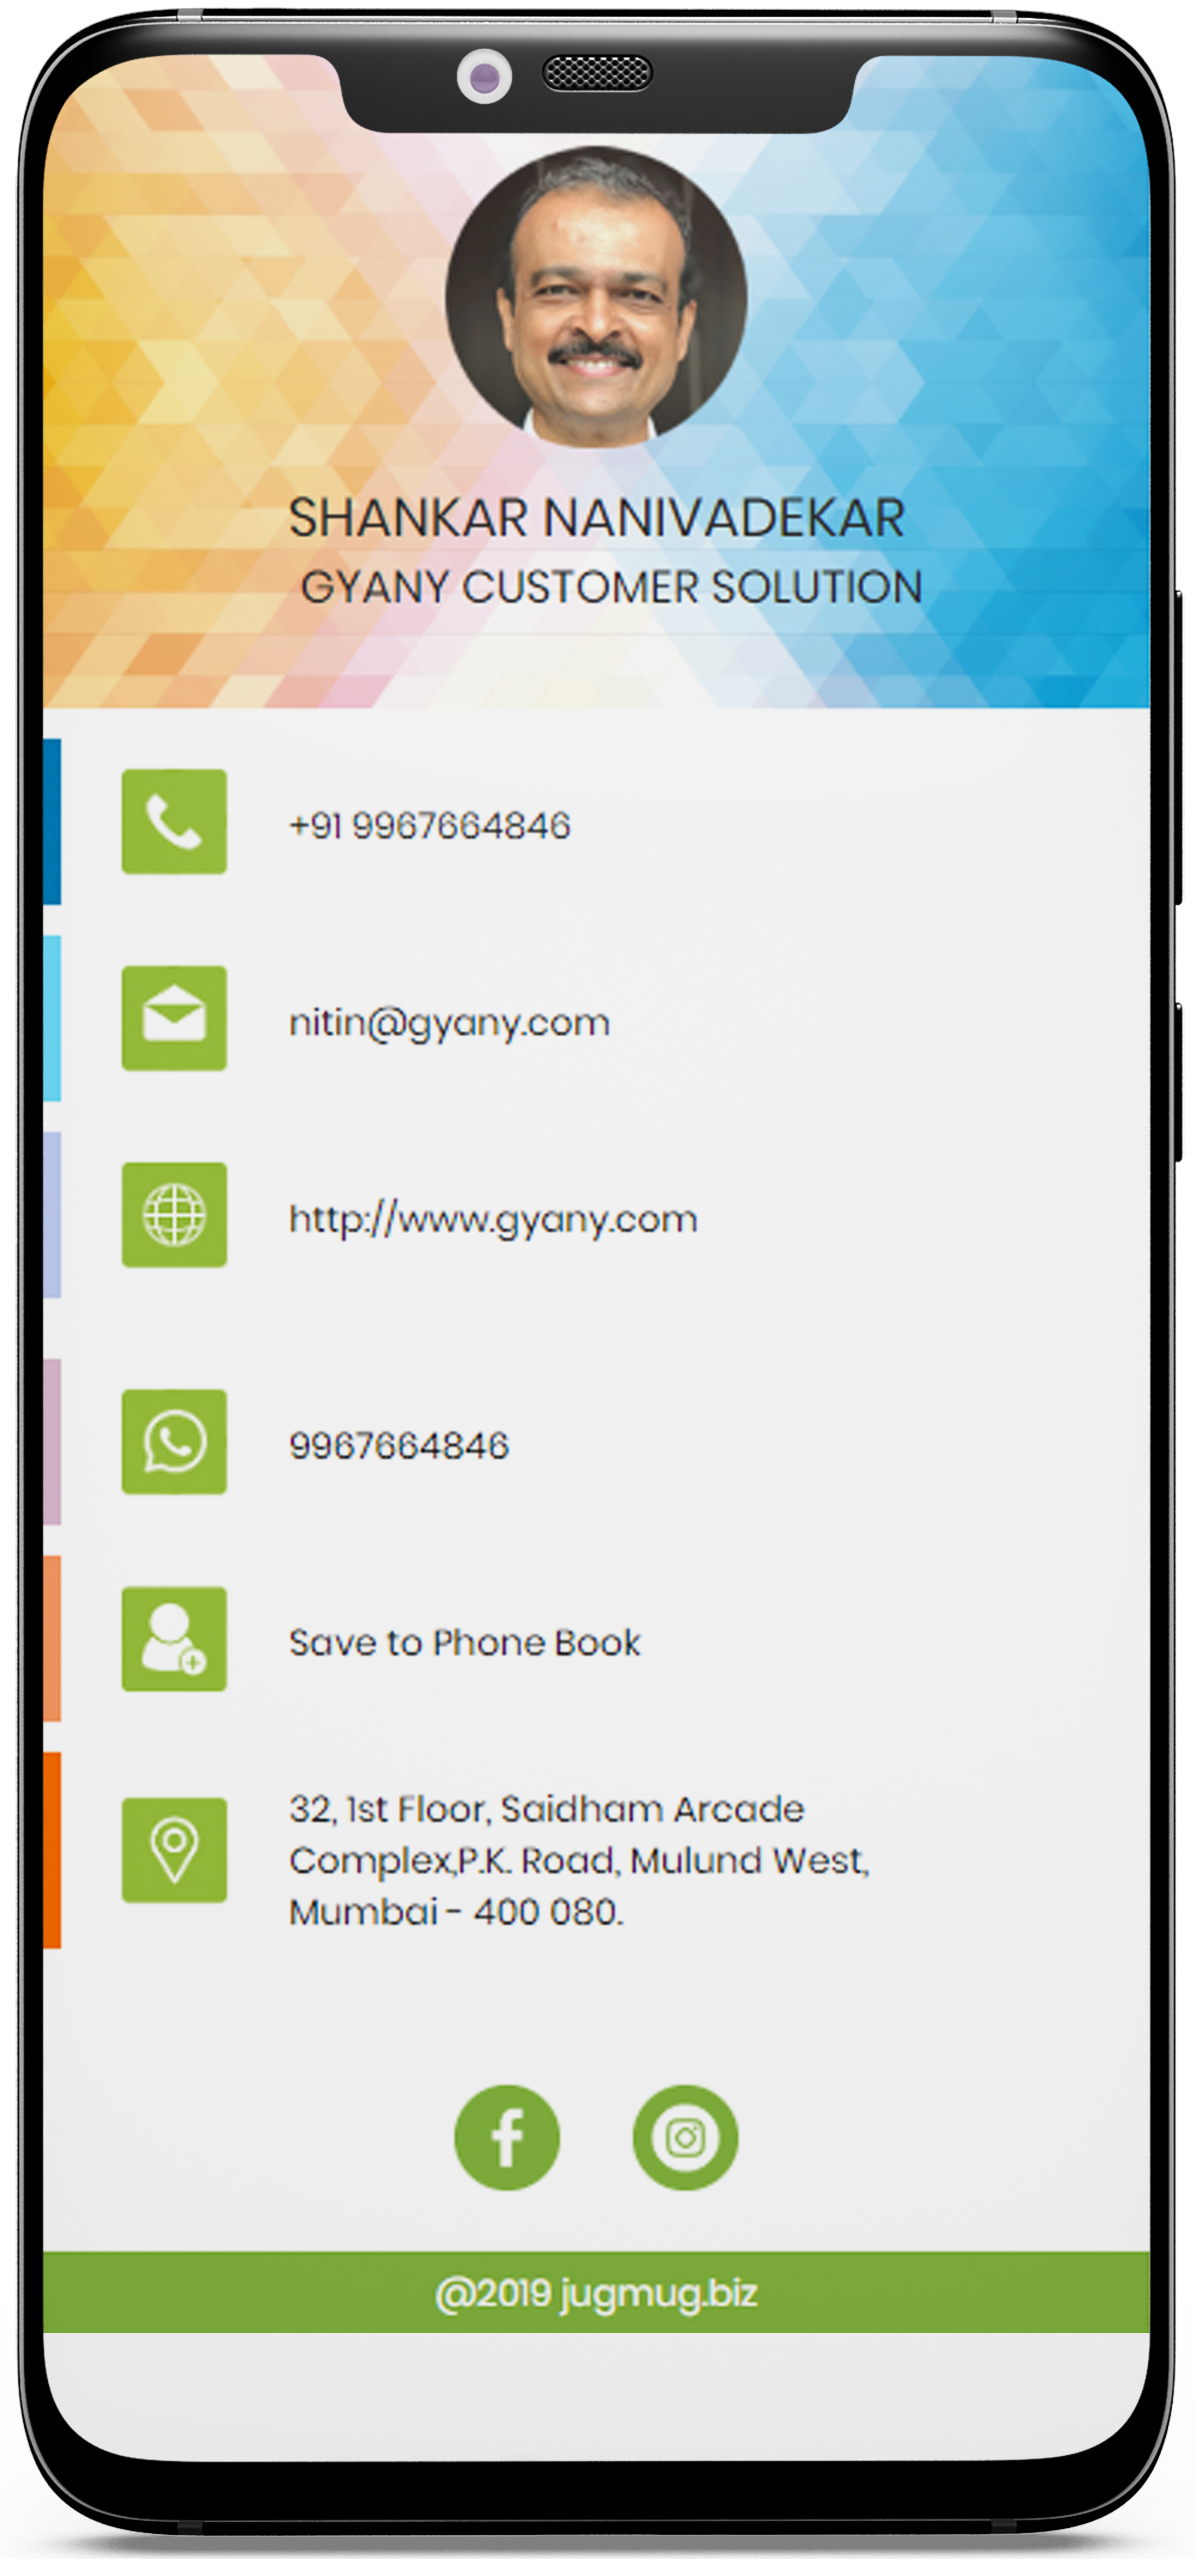 SHANKAR NANIVADEKAR
GYANY CUSTOMER SOLUTION
+91 9967664846
nitin@gyany.com
http://www.gyany.com
9967664846
Save to Phone Book
32, 1st Floor, Saidham Arcade
Complex,P.K. Road, Mulund West,
Mumbai - 400 080.
@2019 jugmug.biz